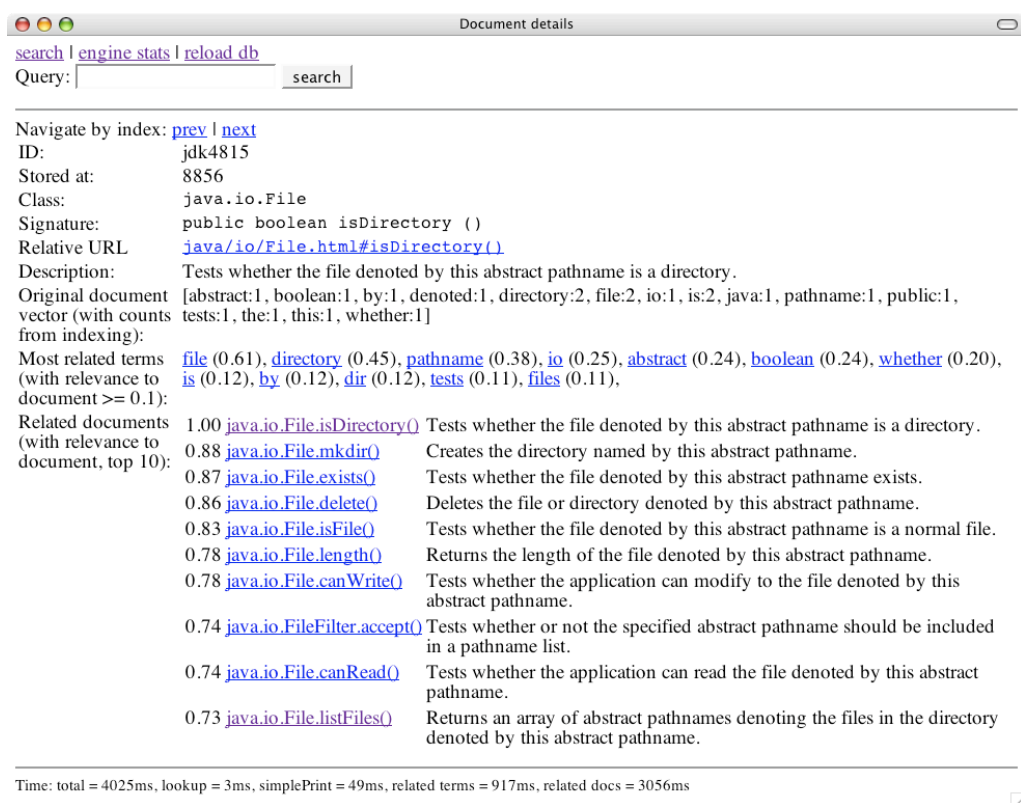 Document details
search | engine stats | reload db
Query: search
Navigate by index: prev | next
ID: jdk4815
Stored at: 8856
Class: java.io.File
Signature: public boolean isDirectory ()
Relative URL java/io/File.html#isDirectory()
Description: Tests whether the file denoted by this abstract pathname is a directory.
Original document vector (with counts from indexing): [abstract:1, boolean:1, by:1, denoted:1, directory:2, file:2, io:1, is:2, java:1, pathname:1, public:1,
tests:1, the:1, this:1, whether:1]
Most related terms (with relevance to document >= 0.1): file (0.61), directory (0.45), pathname (0.38), io (0.25), abstract (0.24), boolean (0.24), whether (0.20),
is (0.12), by (0.12), dir (0.12), tests (0.11), files (0.11),
Related documents (with relevance to document, top 10):
1.00 java.io.File.isDirectory() Tests whether the file denoted by this abstract pathname is a directory.
0.88 java.io.File.mkdir() Creates the directory named by this abstract pathname.
0.87 java.io.File.exists() Tests whether the file denoted by this abstract pathname exists.
0.86 java.io.File.delete() Deletes the file or directory denoted by this abstract pathname.
0.83 java.io.File.isFile() Tests whether the file denoted by this abstract pathname is a normal file.
0.78 java.io.File.length() Returns the length of the file denoted by this abstract pathname.
0.78 java.io.File.canWrite() Tests whether the application can modify to the file denoted by this
abstract pathname.
0.74 java.io.FileFilter.accept() Tests whether or not the specified abstract pathname should be included
in a pathname list.
0.74 java.io.File.canRead() Tests whether the application can read the file denoted by this abstract
pathname.
0.73 java.io.File.listFiles() Returns an array of abstract pathnames denoting the files in the directory
denoted by this abstract pathname.
Time: total = 4025ms, lookup = 3ms, simplePrint = 49ms, related terms = 917ms, related docs = 3056ms